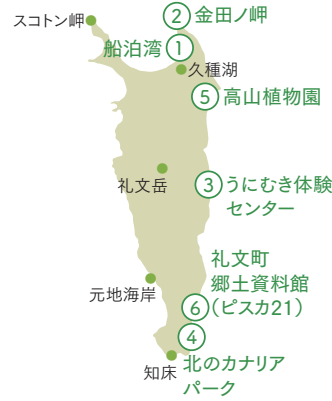 ② 金田ノ岬
スコトン岬
船泊湾 ①
久種湖
⑤ 高山植物園
礼文岳
③ うにむき体験
センター
礼文町
郷土資料館
⑥ (ピスカ21)
元地海岸
④
北のカナリア
パーク
知床